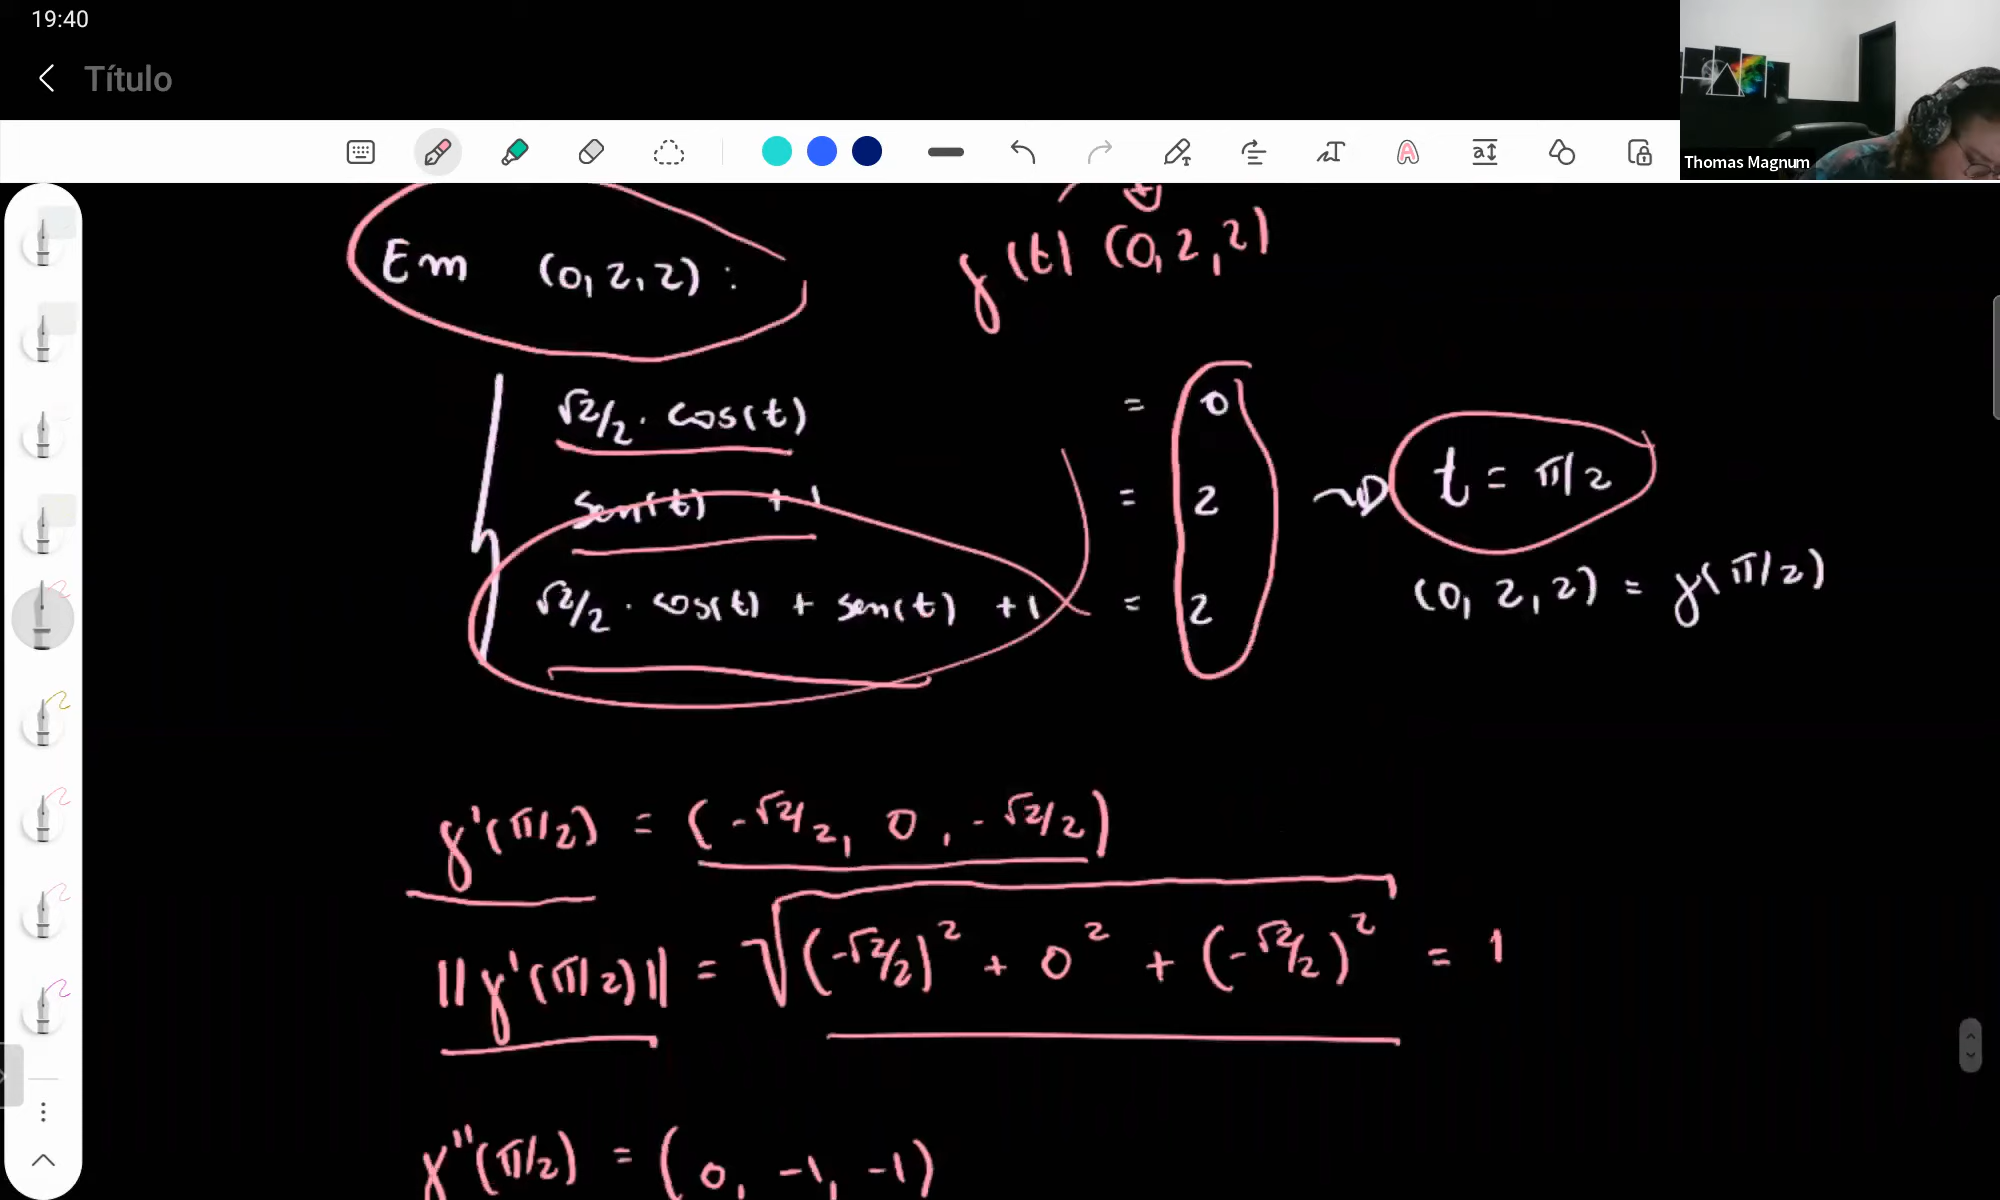 19:40
Título
Thomas Magnum
Em (0,2,2) :
γ(t) (0,2,2)
√2/2 . cos(t) = 0
sen(t) + 1 = 2 ~> t = π/2
√2/2 . cos(t) + sen(t) + 1 = 2
(0, 2, 2) = γ(π/2)
γ'(π/2) = (-√2/2, 0, -√2/2)
||γ'(π/2)|| = √(-√2/2)² + 0² + (-√2/2)² = 1
γ''(π/2) = (0, -1, -1)